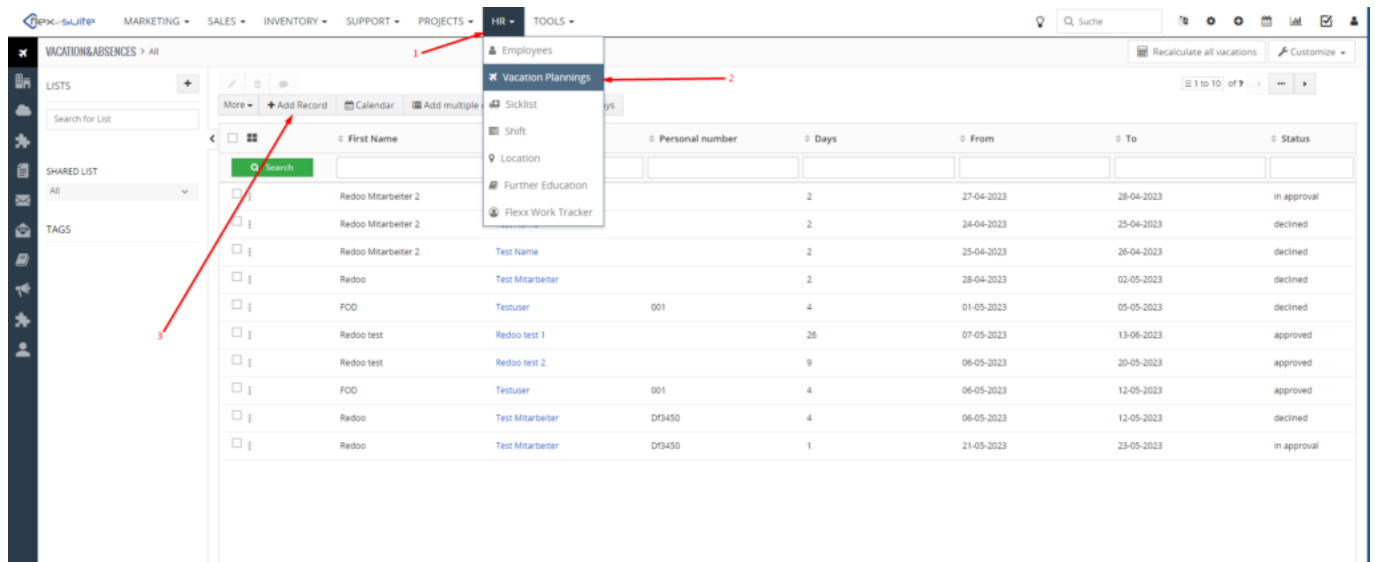 flex-suite MARKETING SALES INVENTORY SUPPORT PROJECTS HR TOOLS Suche
VACATION&ABSENCES > All 1 Employees Recalculate all vacations Customize
LISTS + Vacation Plannings 2 1 to 10 of ?
More + Add Record Calendar Add multiple Sicklist
Search for List Shift
First Name Personal number Days From To Status
Location
SHARED LIST Search
All Further Education
Flexx Work Tracker
Redoo Mitarbeiter 2 2 27-04-2023 28-04-2023 in approval
TAGS Redoo Mitarbeiter 2 2 24-04-2023 25-04-2023 declined
Redoo Mitarbeiter 2 Test Name 2 25-04-2023 26-04-2023 declined
Redoo Test Mitarbeiter 2 28-04-2023 02-05-2023 declined
FOD Testuser 001 4 01-05-2023 05-05-2023 declined
3 Redoo test Redoo test 1 26 07-05-2023 13-06-2023 approved
Redoo test Redoo test 2 9 06-05-2023 20-05-2023 approved
FOD Testuser 001 4 06-05-2023 12-05-2023 approved
Redoo Test Mitarbeiter Df3450 4 06-05-2023 12-05-2023 declined
Redoo Test Mitarbeiter Df3450 1 21-05-2023 23-05-2023 in approval